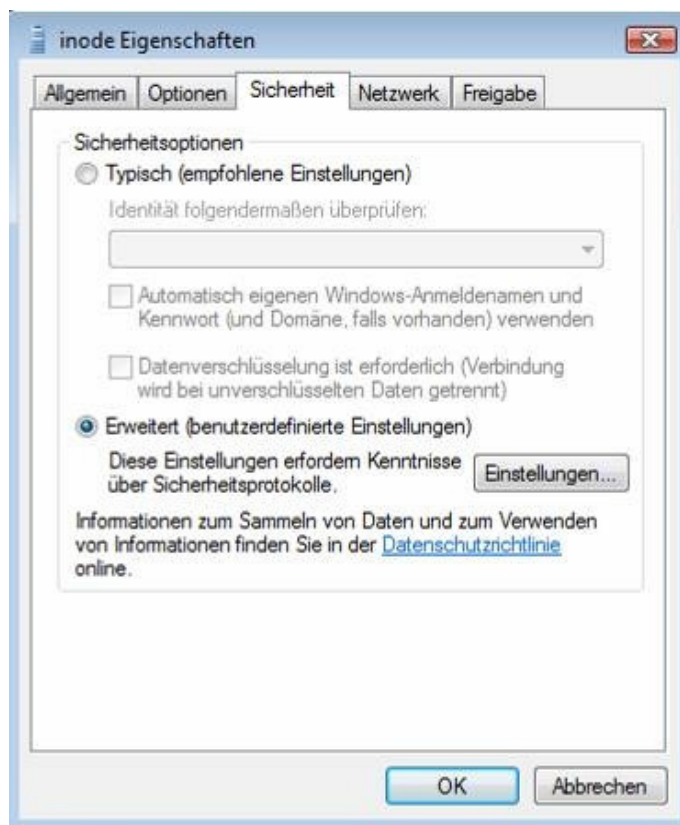 inode Eigenschaften
Allgemein Optionen Sicherheit Netzwerk Freigabe
Sicherheitsoptionen
Typisch (empfohlene Einstellungen)
Identität folgendermaßen überprüfen:
Automatisch eigenen Windows-Anmeldenamen und
Kennwort (und Domäne, falls vorhanden) verwenden
Datenverschlüsselung ist erforderlich (Verbindung
wird bei unverschlüsselten Daten getrennt)
Erweitert (benutzerdefinierte Einstellungen)
Diese Einstellungen erfordern Kenntnisse
über Sicherheitsprotokolle.
Einstellungen...
Informationen zum Sammeln von Daten und zum Verwenden
von Informationen finden Sie in der Datenschutzrichtlinie
online.
OK Abbrechen